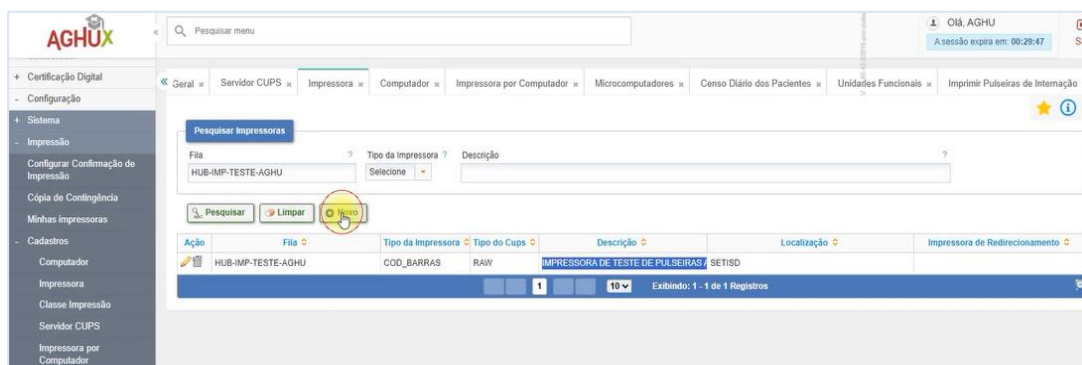 AGHUX
«
Pesquisar menu
Olá, AGHU
A sessão expira em: 00:29:47
+ Certificação Digital
- Configuração
+ Sistema
- Impressão
Configurar Confirmação de
Impressão
Cópia de Contingência
Minhas impressoras
- Cadastros
Computador
Impressora
Classe Impressão
Servidor CUPS
Impressora por
Computador
« Geral × Servidor CUPS × Impressora × Computador × Impressora por Computador × Microcomputadores × Censo Diário dos Pacientes × Unidades Funcionais × Imprimir Pulseiras de Internação
Pesquisar Impressoras
Fila ? Tipo da Impressora ? Descrição ?
HUB-IMP-TESTE-AGHU Selecione
Pesquisar Limpar Novo
Ação Fila Tipo da Impressora Tipo do Cups Descrição Localização Impressora de Redirecionamento
HUB-IMP-TESTE-AGHU COD_BARRAS RAW IMPRESSORA DE TESTE DE PULSEIRAS SETISD
1 10 Exibindo: 1 - 1 de 1 Registros